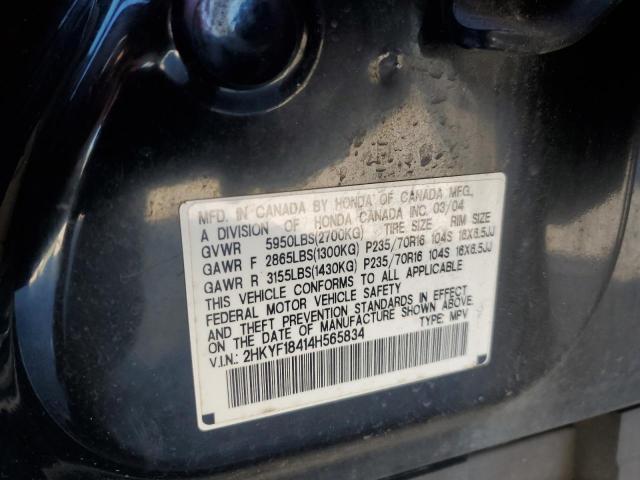 MFD. IN CANADA BY HONDA OF CANADA MFG.,
A DIVISION OF HONDA CANADA INC. 03/04
GVWR 5950LBS(2700KG) TIRE SIZE RIM SIZE
GAWR F 2865LBS(1300KG) P235/70R16 104S 16X6.5JJ
GAWR R 3155LBS(1430KG) P235/70R16 104S 16X6.5JJ
THIS VEHICLE CONFORMS TO ALL APPLICABLE
FEDERAL MOTOR VEHICLE SAFETY
AND THEFT PREVENTION STANDARDS IN EFFECT
ON THE DATE OF MANUFACTURE SHOWN ABOVE.
V.I.N.: 2HKYF18414H565834 TYPE: MPV